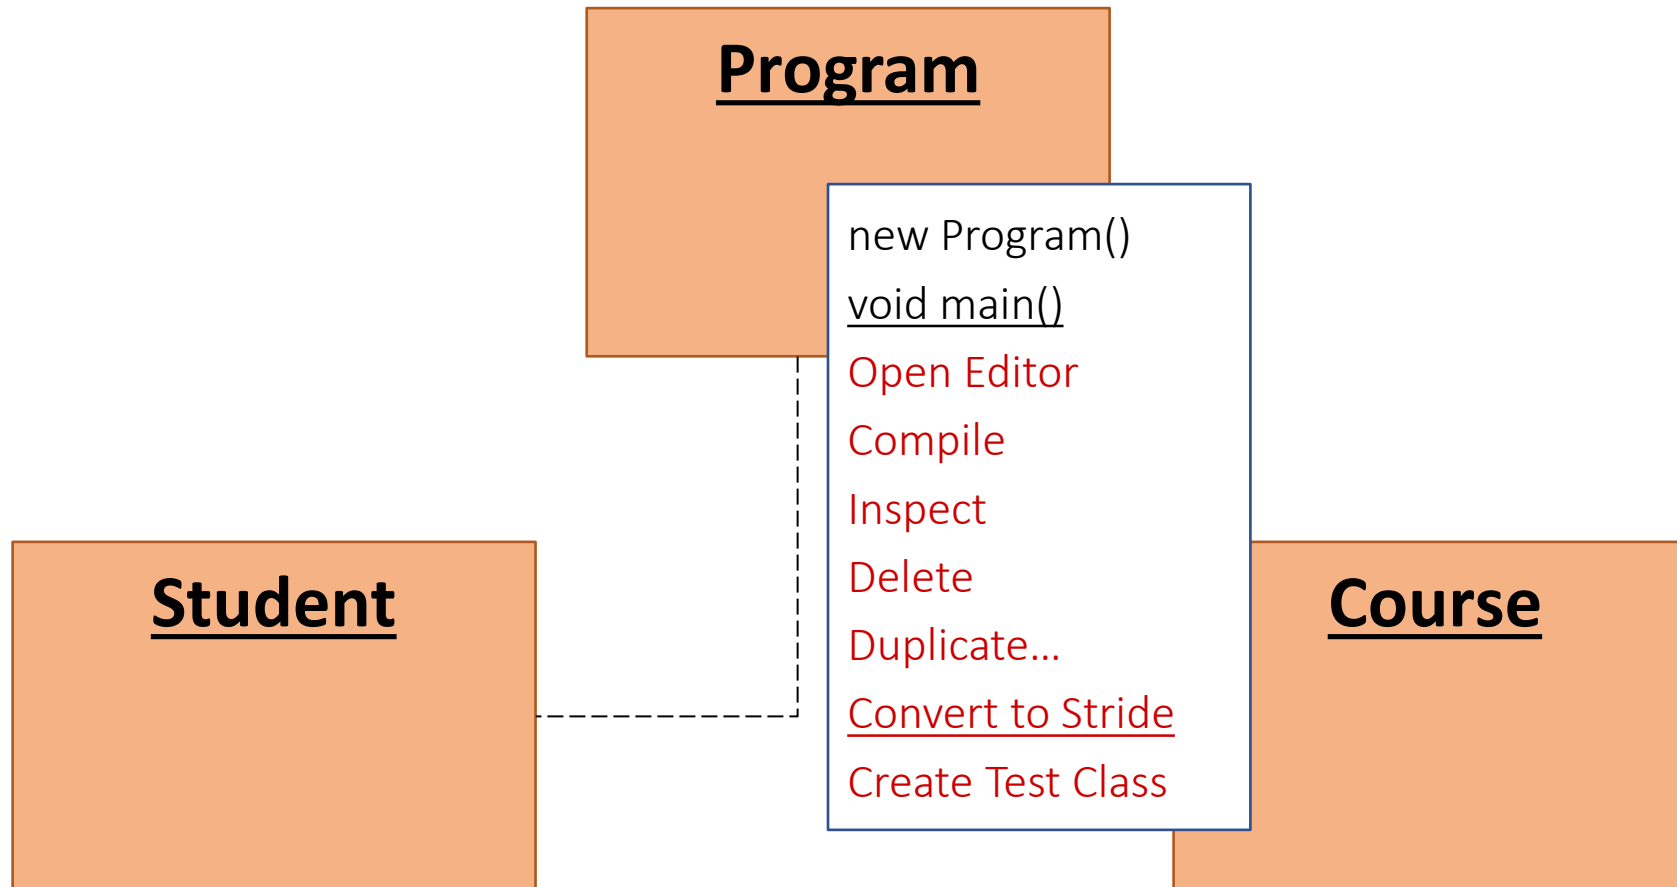 Program
new Program()
void main()
Open Editor
Compile
Inspect
Delete
Duplicate...
Convert to Stride
Create Test Class
Student
Course